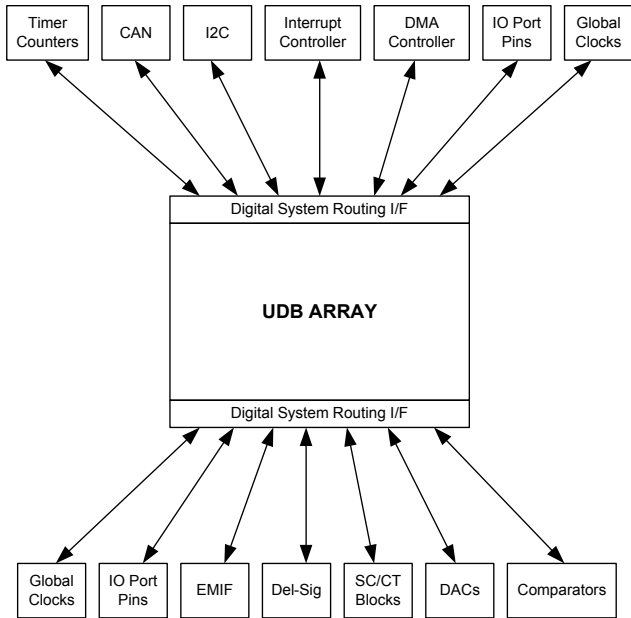 Timer
Counters
CAN
I2C
Interrupt
Controller
DMA
Controller
IO Port
Pins
Global
Clocks
Digital System Routing I/F
UDB ARRAY
Digital System Routing I/F
Global
Clocks
IO Port
Pins
EMIF
Del-Sig
SC/CT
Blocks
DACs
Comparators